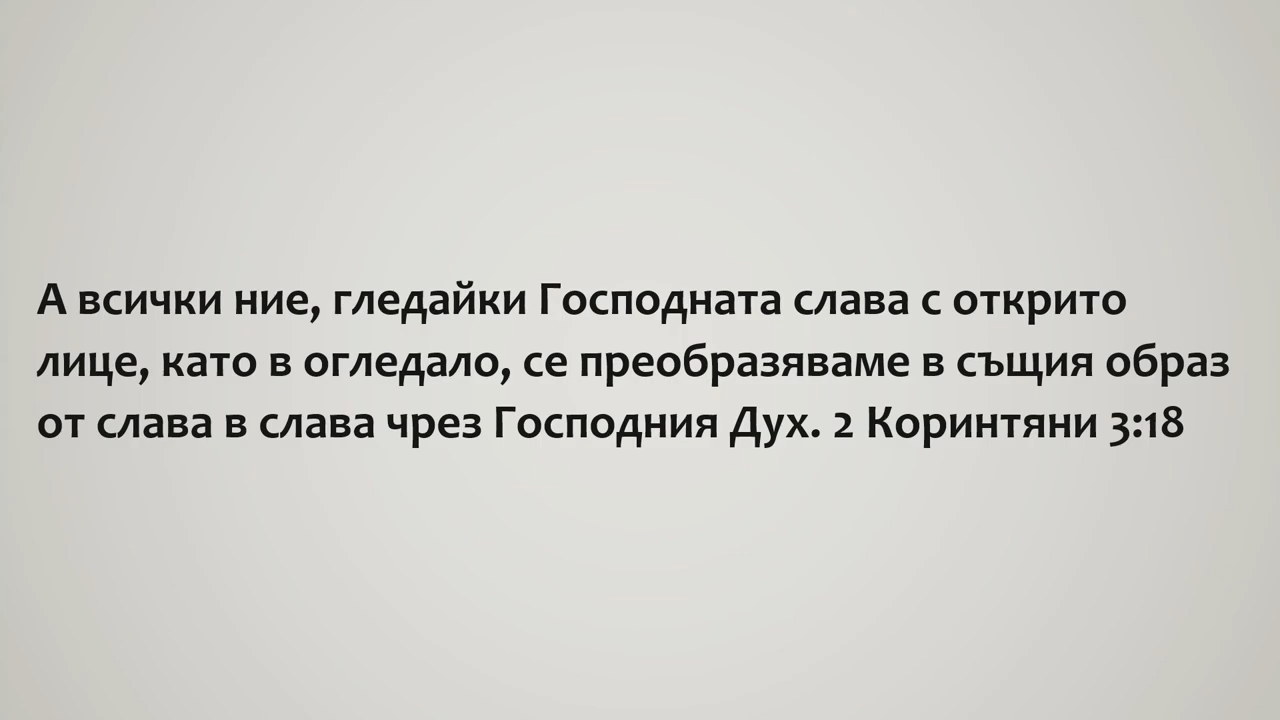 А всички ние, гледайки Господната слава с открито
лице, като в огледало, се преобразяваме в същия образ
от слава в слава чрез Господния Дух. 2 Коринтяни 3:18